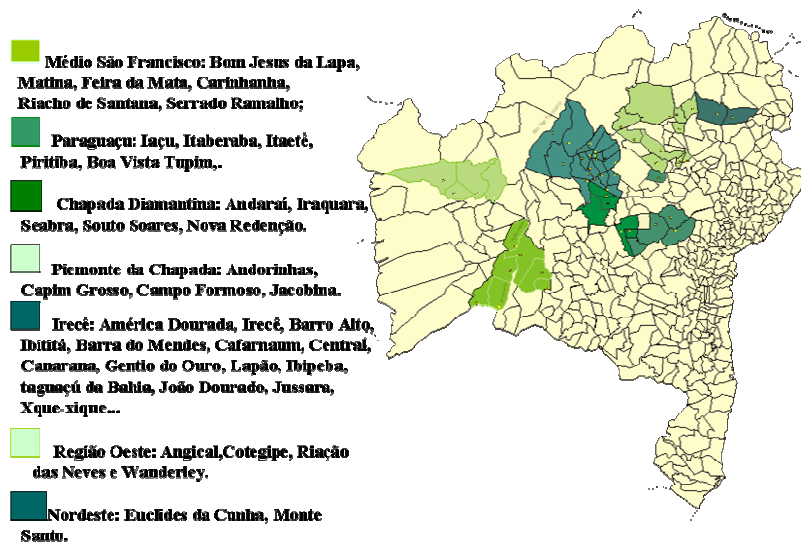 Médio São Francisco: Bom Jesus da Lapa,
Matina, Feira da Mata, Carinhanha,
Riacho de Santana, Serrado Ramalho;
Paraguaçu: Iaçu, Itaberaba, Itaetê,
Piritiba, Boa Vista Tupim,.
Chapada Diamantina: Andaraí, Iraquara,
Seabra, Souto Soares, Nova Redenção.
Piemonte da Chapada: Andorinhas,
Capim Grosso, Campo Formoso, Jacobina.
Irecê: América Dourada, Irecê, Barro Alto,
Ibititá, Barra do Mendes, Cafarnaum, Central,
Canarana, Gentio do Ouro, Lapão, Ibipeba,
taguaçú da Bahia, João Dourado, Jussara,
Xque-xique...
Região Oeste: Angical,Cotegipe, Riação
das Neves e Wanderley.
Nordeste: Euclides da Cunha, Monte
Santo.